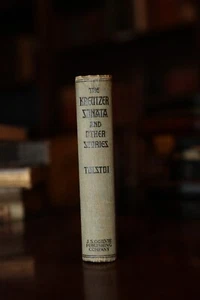 THE
KREUTZER
SONATA
AND
OTHER
STORIES
TOLSTOI